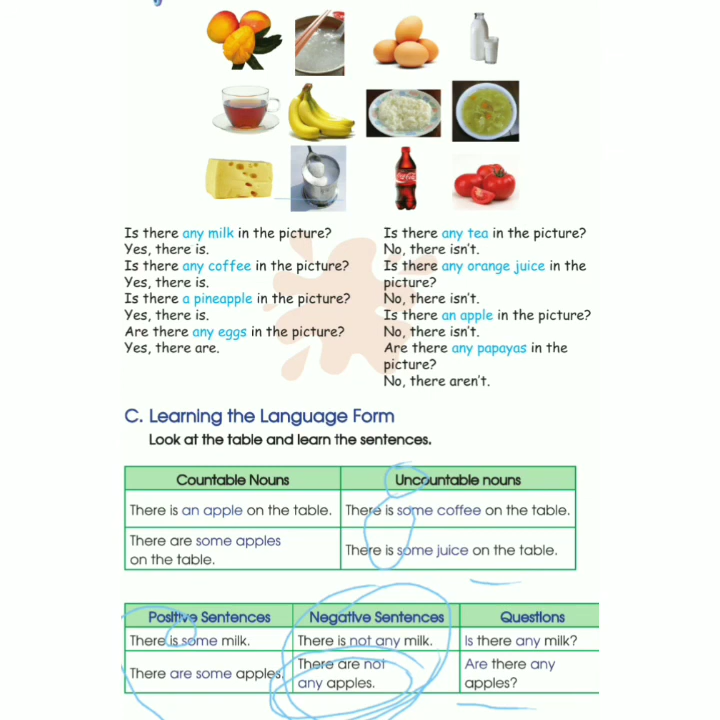 Is there any milk in the picture?
Yes, there is.
Is there any coffee in the picture?
Yes, there is.
Is there a pineapple in the picture?
Yes, there is.
Are there any eggs in the picture?
Yes, there are.
Is there any tea in the picture?
No, there isn't.
Is there any orange juice in the
picture?
No, there isn't.
Is there an apple in the picture?
No, there isn't.
Are there any papayas in the
picture?
No, there aren't.
C. Learning the Language Form
Look at the table and learn the sentences.
Countable Nouns
Uncountable nouns
There is an apple on the table.
There is some coffee on the table.
There are some apples
on the table.
There is some juice on the table.
Positive Sentences
Negative Sentences
Questions
There is some milk.
There is not any milk.
Is there any milk?
There are some apples.
There are not
any apples.
Are there any
apples?